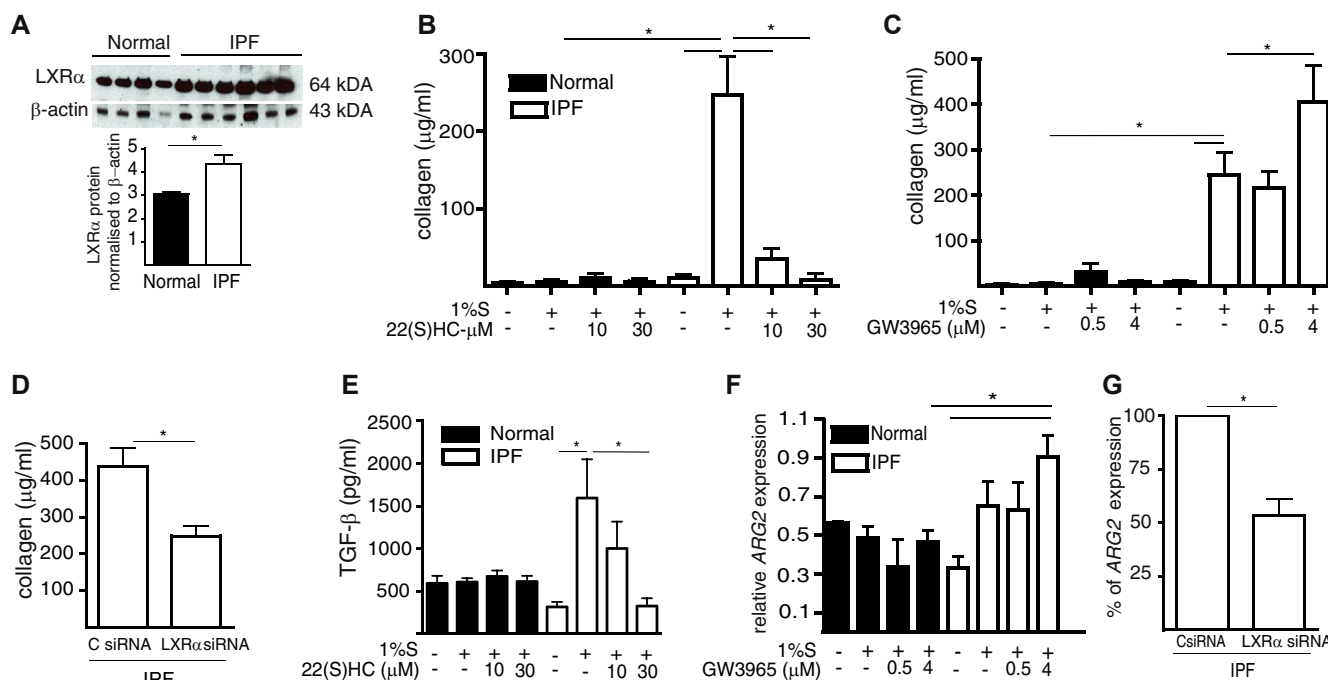 A
Normal IPF
LXRα 64 kDA
β-actin 43 kDA
*
LXRα protein
normalised to β-actin
5
4
3
2
1
Normal IPF
B
* *
300
200
100
collagen (μg/ml)
Normal
IPF
1%S - + + + - + + +
22(S)HC-μM - - 10 30 - - 10 30
C
* *
500
400
300
200
100
collagen (μg/ml)
1%S - + + + - + + +
GW3965 (μM) - - 0.5 4 - - 0.5 4
D
*
500
400
300
200
100
collagen (μg/ml)
C siRNA LXRα siRNA
IPF
E
Normal
IPF
* *
2500
2000
1500
1000
500
TGF-β (pg/ml)
1%S - + + + - + + +
22(S)HC (μM) - - 10 30 - - 10 30
F
Normal
IPF
*
1.1
0.9
0.7
0.5
0.3
0.1
relative ARG2 expression
1%S - + + + - + + +
GW3965 (μM) - - 0.5 4 - - 0.5 4
G
*
100
75
50
25
% of ARG2 expression
CsiRNA LXRα siRNA
IPF